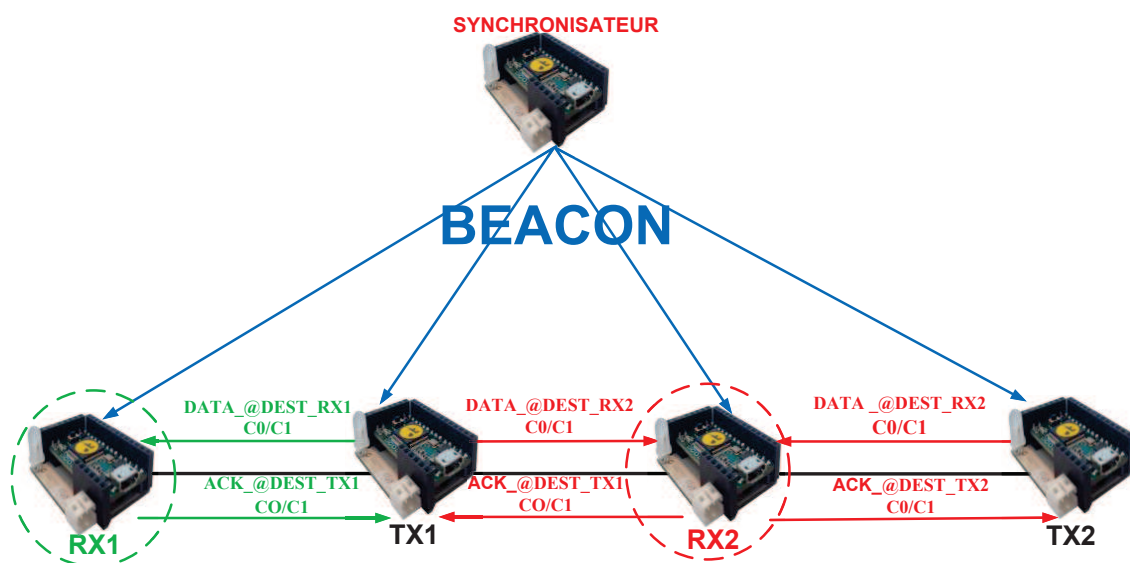 SYNCHRONISATEUR
BEACON
DATA_@DEST_RX1
C0/C1
DATA_@DEST_RX2
C0/C1
DATA _@DEST_RX2
C0/C1
ACK_@DEST_TX1
CO/C1
ACK_@DEST_TX1
CO/C1
ACK_@DEST_TX2
C0/C1
RX1
TX1
RX2
TX2